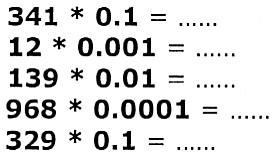 341 * 0.1 = ......
12 * 0.001 = ......
139 * 0.01 = ......
968 * 0.0001 = ......
329 * 0.1 = ......